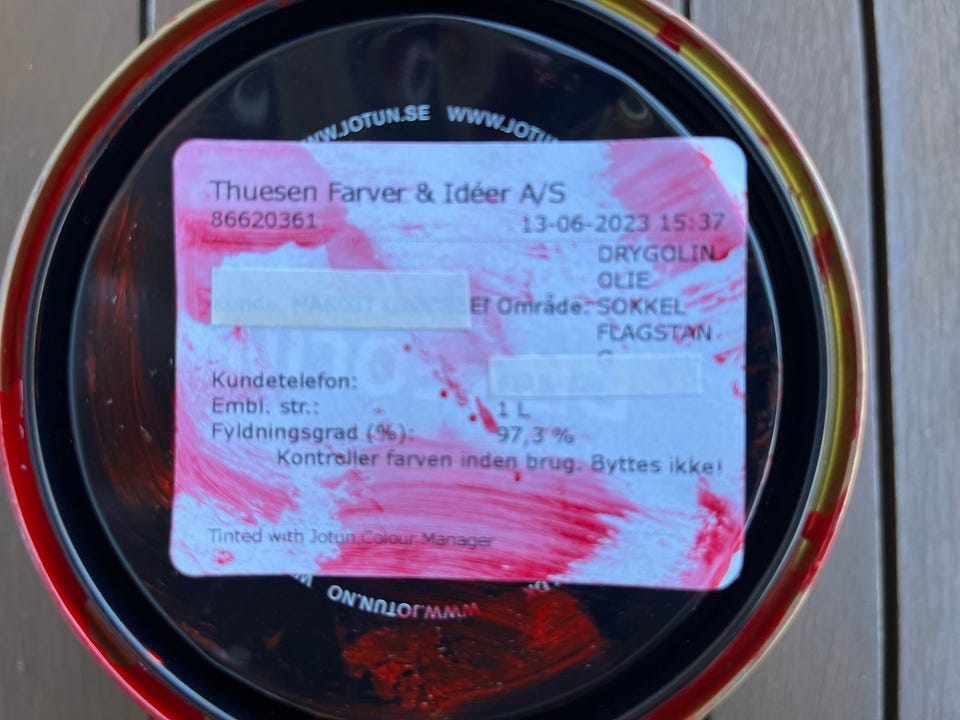 WWW.JOTUN.SE WWW.JOTUN
Thuesen Farver & Idéer A/S
86620361 13-06-2023 15:37
DRYGOLIN
OLIE
Område: SOKKEL
FLAGSTAN
Kundetelefon:
Embl. str.: 1 L
Fyldningsgrad (%): 97,3 %
Kontroller farven inden brug. Byttes ikke!
Tinted with Jotun Colour Manager
WWW.JOTUN.NO